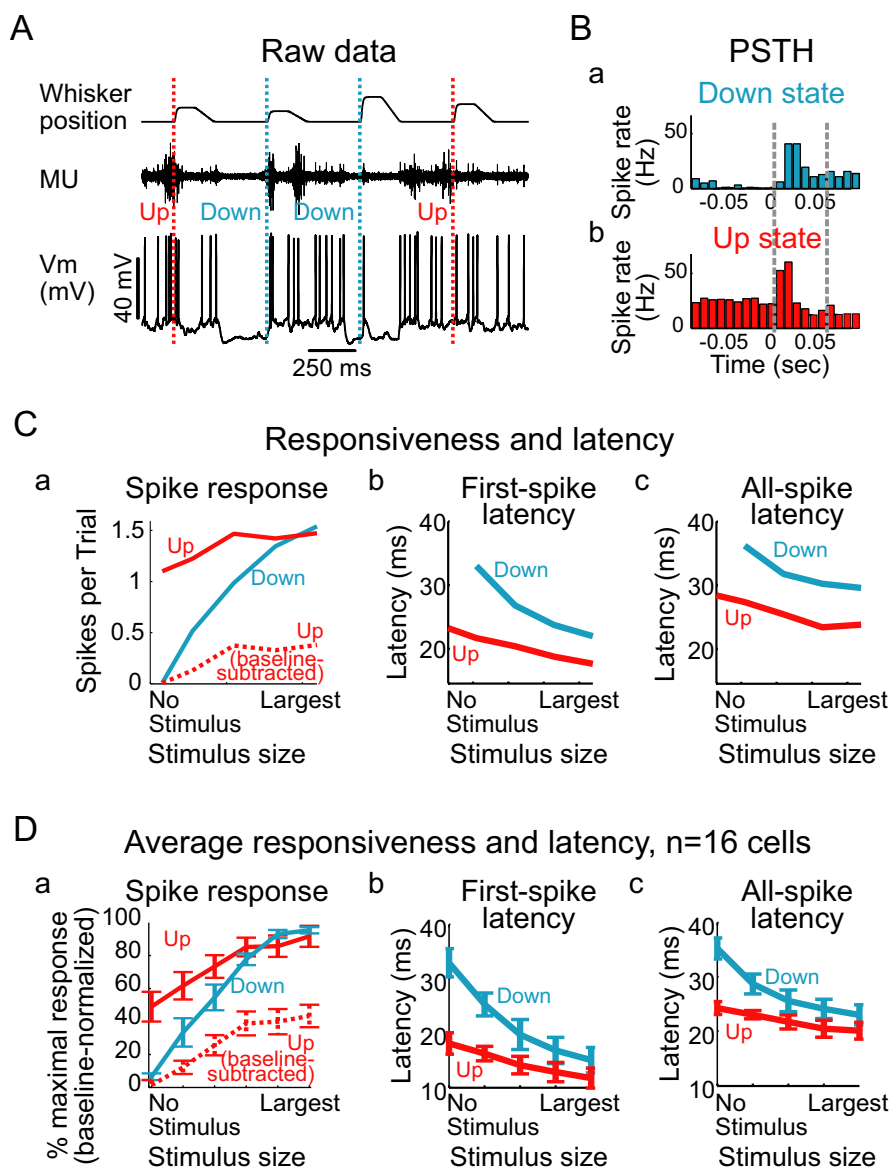 A
Raw data
Whisker
position
MU
Up
Down
Down
Up
Vm
(mV)
40 mV
250 ms
B
PSTH
a
Down state
Spike rate
(Hz)
50
0
-0.05
0
0.05
b
Up state
Spike rate
(Hz)
50
0
-0.05
0
0.05
Time (sec)
C
Responsiveness and latency
a
Spike response
Spikes per Trial
1.5
1
0.5
0
Up
Down
Up
(baseline-
subtracted)
No
Stimulus
Largest
Stimulus size
b
First-spike
latency
Latency (ms)
40
30
20
Down
Up
No
Stimulus
Largest
Stimulus size
c
All-spike
latency
Latency (ms)
40
30
20
Down
Up
No
Stimulus
Largest
Stimulus size
D
Average responsiveness and latency, n=16 cells
a
Spike response
% maximal response
(baseline-normalized)
100
80
60
40
20
0
Up
Down
Up
(baseline-
subtracted)
No
Stimulus
Largest
Stimulus size
b
First-spike
latency
Latency (ms)
40
30
20
10
Down
Up
No
Stimulus
Largest
Stimulus size
c
All-spike
latency
Latency (ms)
40
30
20
10
Down
Up
No
Stimulus
Largest
Stimulus size